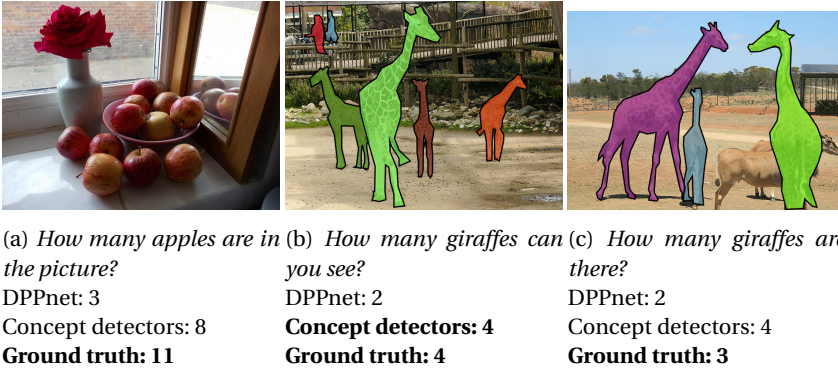 (a) How many apples are in
the picture?
DPPnet: 3
Concept detectors: 8
Ground truth: 11
(b) How many giraffes can
you see?
DPPnet: 2
Concept detectors: 4
Ground truth: 4
(c) How many giraffes are
there?
DPPnet: 2
Concept detectors: 4
Ground truth: 3